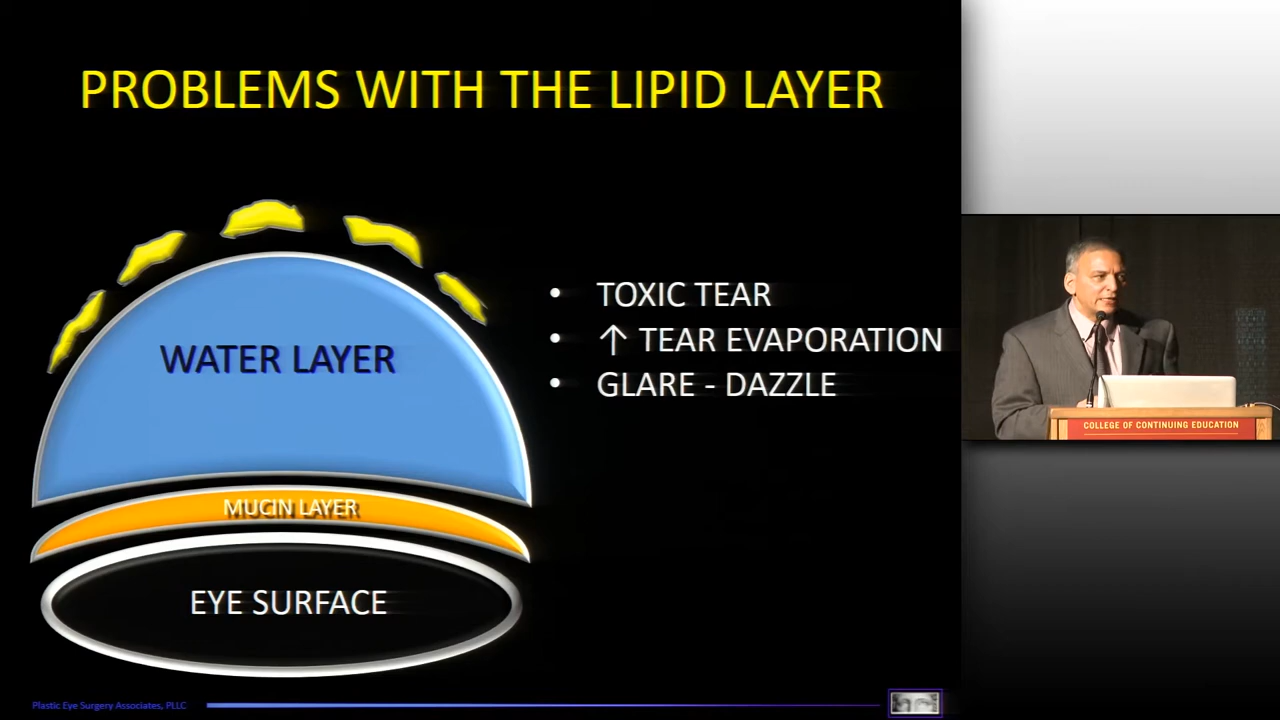 PROBLEMS WITH THE LIPID LAYER
WATER LAYER
MUCIN LAYER
EYE SURFACE
• TOXIC TEAR
• ↑ TEAR EVAPORATION
• GLARE - DAZZLE
COLLEGE OF CONTINUING EDUCATION
Plastic Eye Surgery Associates, PLLC